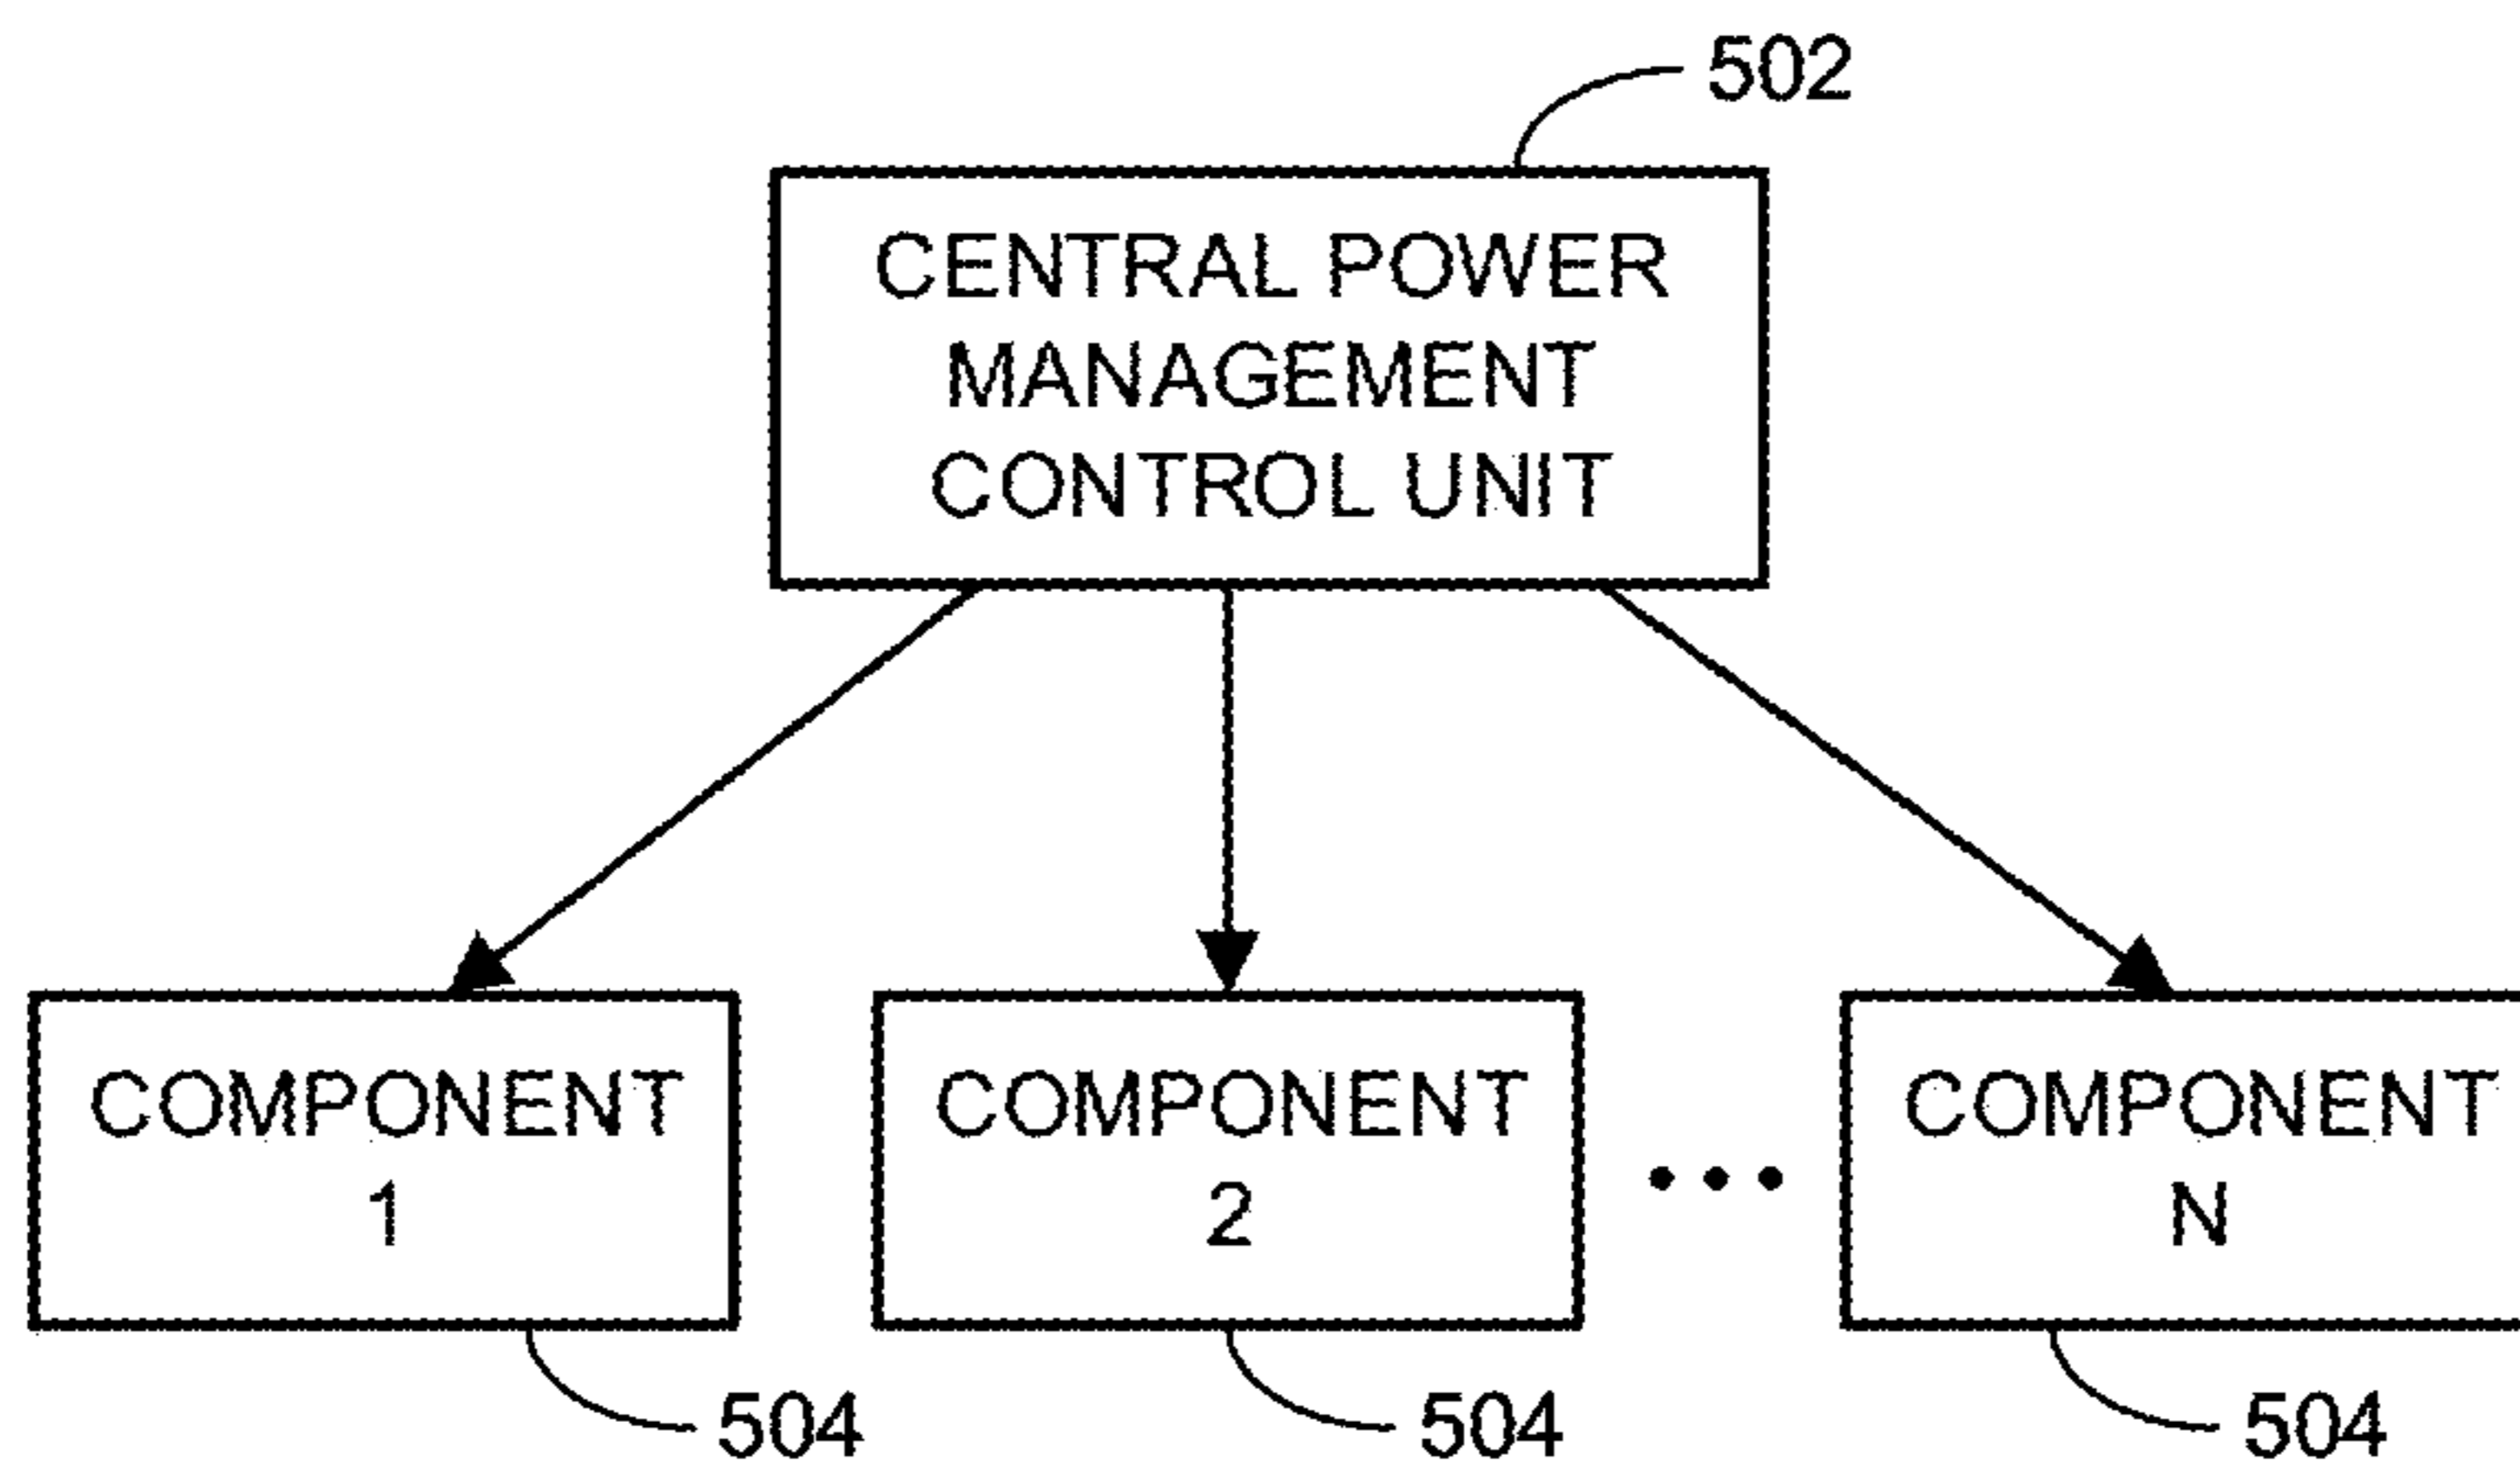 502
CENTRAL POWER
MANAGEMENT
CONTROL UNIT
COMPONENT
1
COMPONENT
2
COMPONENT
N
504
504
504